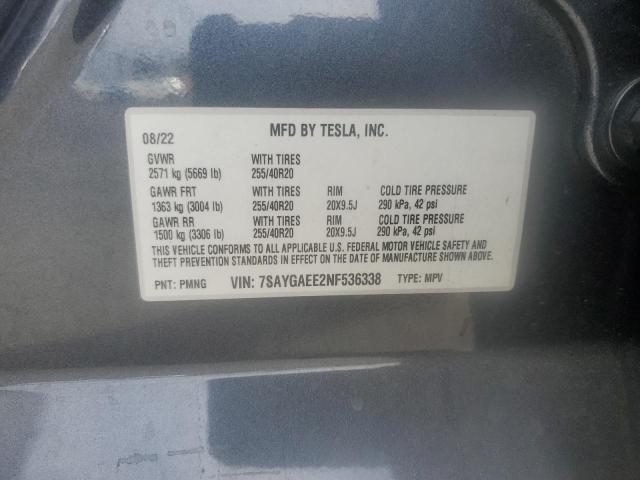 MFD BY TESLA, INC.
08/22
GVWR WITH TIRES
2571 kg (5669 lb) 255/40R20
GAWR FRT WITH TIRES RIM COLD TIRE PRESSURE
1363 kg (3004 lb) 255/40R20 20X9.5J 290 kPa, 42 psi
GAWR RR WITH TIRES RIM COLD TIRE PRESSURE
1500 kg (3306 lb) 255/40R20 20X9.5J 290 kPa, 42 psi
THIS VEHICLE CONFORMS TO ALL APPLICABLE U.S. FEDERAL MOTOR VEHICLE SAFETY AND
THEFT PREVENTION STANDARDS IN EFFECT ON THE DATE OF MANUFACTURE SHOWN ABOVE.
PNT: PMNG VIN: 7SAYGAEE2NF536338 TYPE: MPV